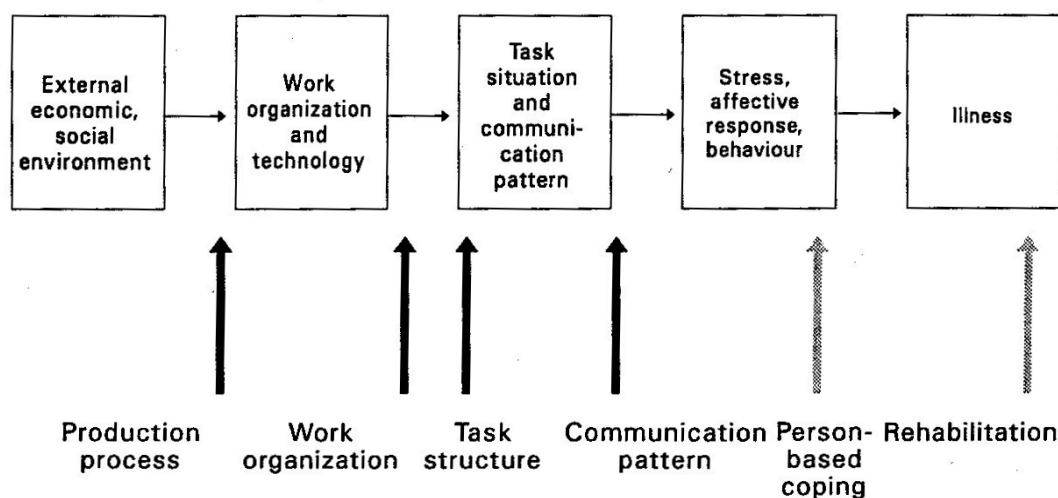 External
economic,
social
environment
Work
organization
and
technology
Task
situation
and
communi-
cation
pattern
Stress,
affective
response,
behaviour
Illness
Production
process
Work
organization
Task
structure
Communication
pattern
Person-
based
coping
Rehabilitation